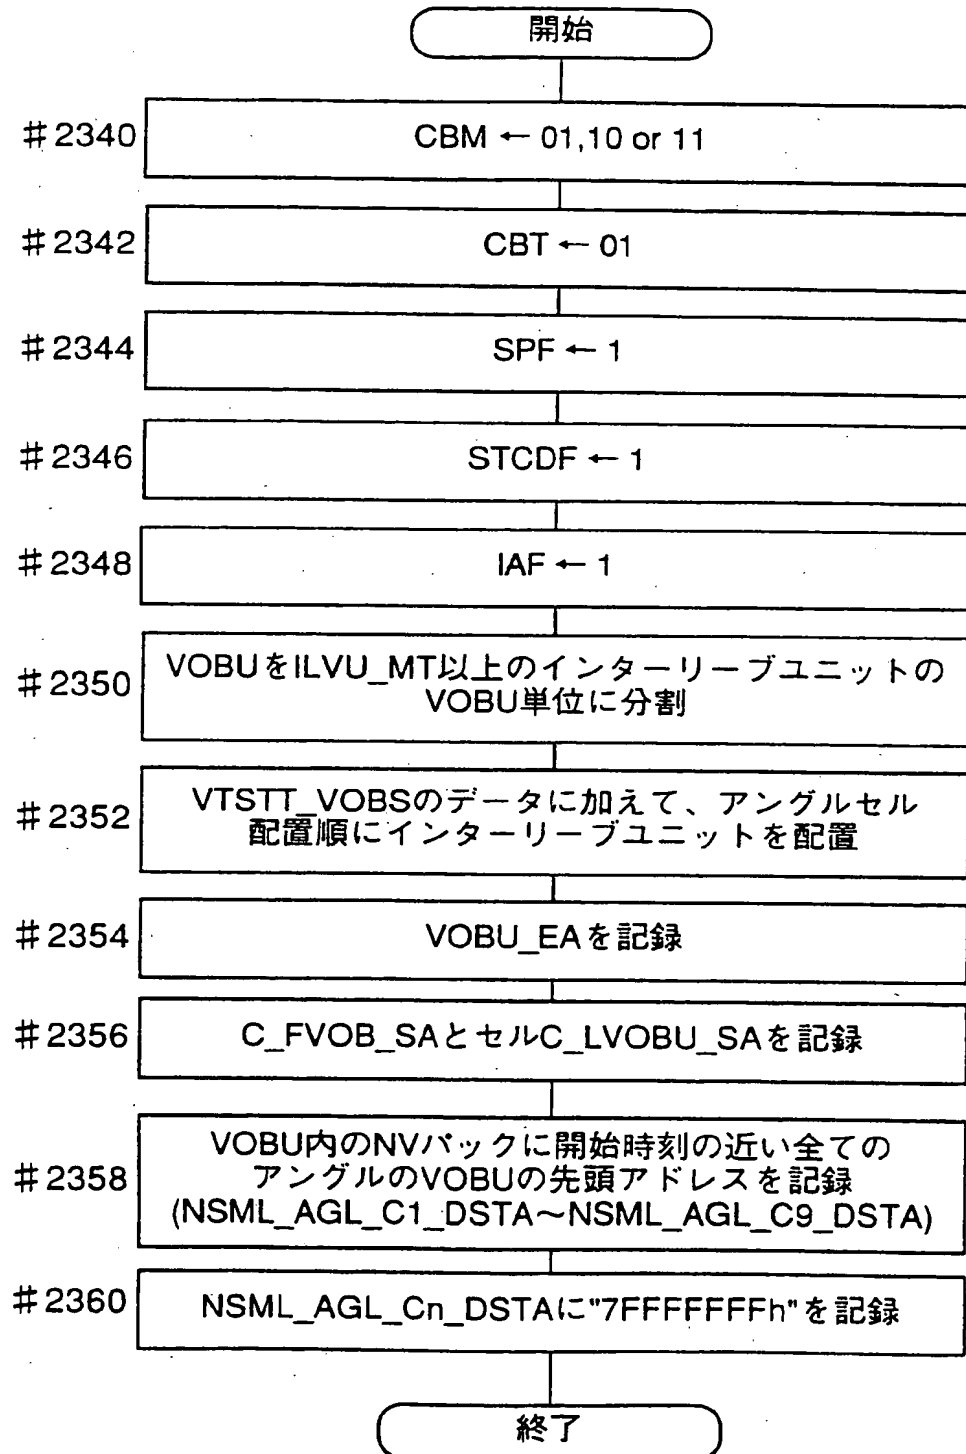 開始
#2340 CBM ← 01,10 or 11
#2342 CBT ← 01
#2344 SPF ← 1
#2346 STCDF ← 1
#2348 IAF ← 1
#2350 VOBUをILVU_MT以上のインターリーブユニットの
VOBU単位に分割
#2352 VTSTT_VOBSのデータに加えて、アングルセル
配置順にインターリーブユニットを配置
#2354 VOBU_EAを記録
#2356 C_FVOB_SAとセルC_LVOBU_SAを記録
#2358 VOBU内のNVパックに開始時刻の近い全ての
アングルのVOBUの先頭アドレスを記録
(NSML_AGL_C1_DSTA～NSML_AGL_C9_DSTA)
#2360 NSML_AGL_Cn_DSTAに"7FFFFFFFh"を記録
終了